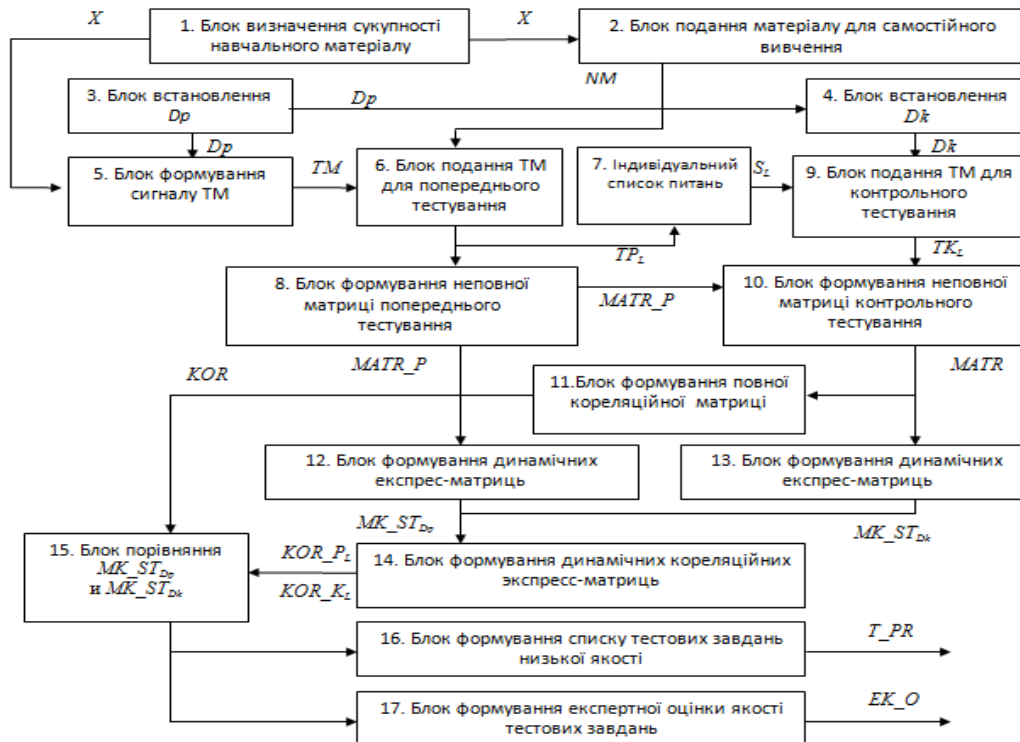 X
1. Блок визначення сукупності
навчального матеріалу
X
2. Блок подання матеріалу для самостійного
вивчення
NM
3. Блок встановлення
Dp
Dp
4. Блок встановлення
Dk
Dp
Dk
5. Блок формування
сигналу ТМ
TM
6. Блок подання ТМ
для попереднього
тестування
7. Індивідуальний
список питань
S_L
9. Блок подання ТМ для
контрольного
тестування
TP_L
TK_L
8. Блок формування неповної
матриці попереднього
тестування
MATR_P
10. Блок формування неповної
матриці контрольного
тестування
KOR
MATR_P
MATR
11.Блок формування повної
кореляційної матриці
12. Блок формування динамічних
експрес-матриць
13. Блок формування динамічних
експрес-матриць
MK_ST_Dp
MK_ST_Dk
15. Блок порівняння
MK_ST_Dp
и MK_ST_Dk
KOR_P_L
KOR_K_L
14. Блок формування динамічних кореляційних
экспресс-матриць
16. Блок формування списку тестових завдань
низької якості
T_PR
17. Блок формування експертної оцінки якості
тестових завдань
EK_O